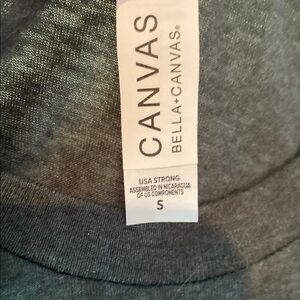 CANVAS
BELLA+CANVAS®
USA STRONG
ASSEMBLED IN NICARAGUA
OF US COMPONENTS
S